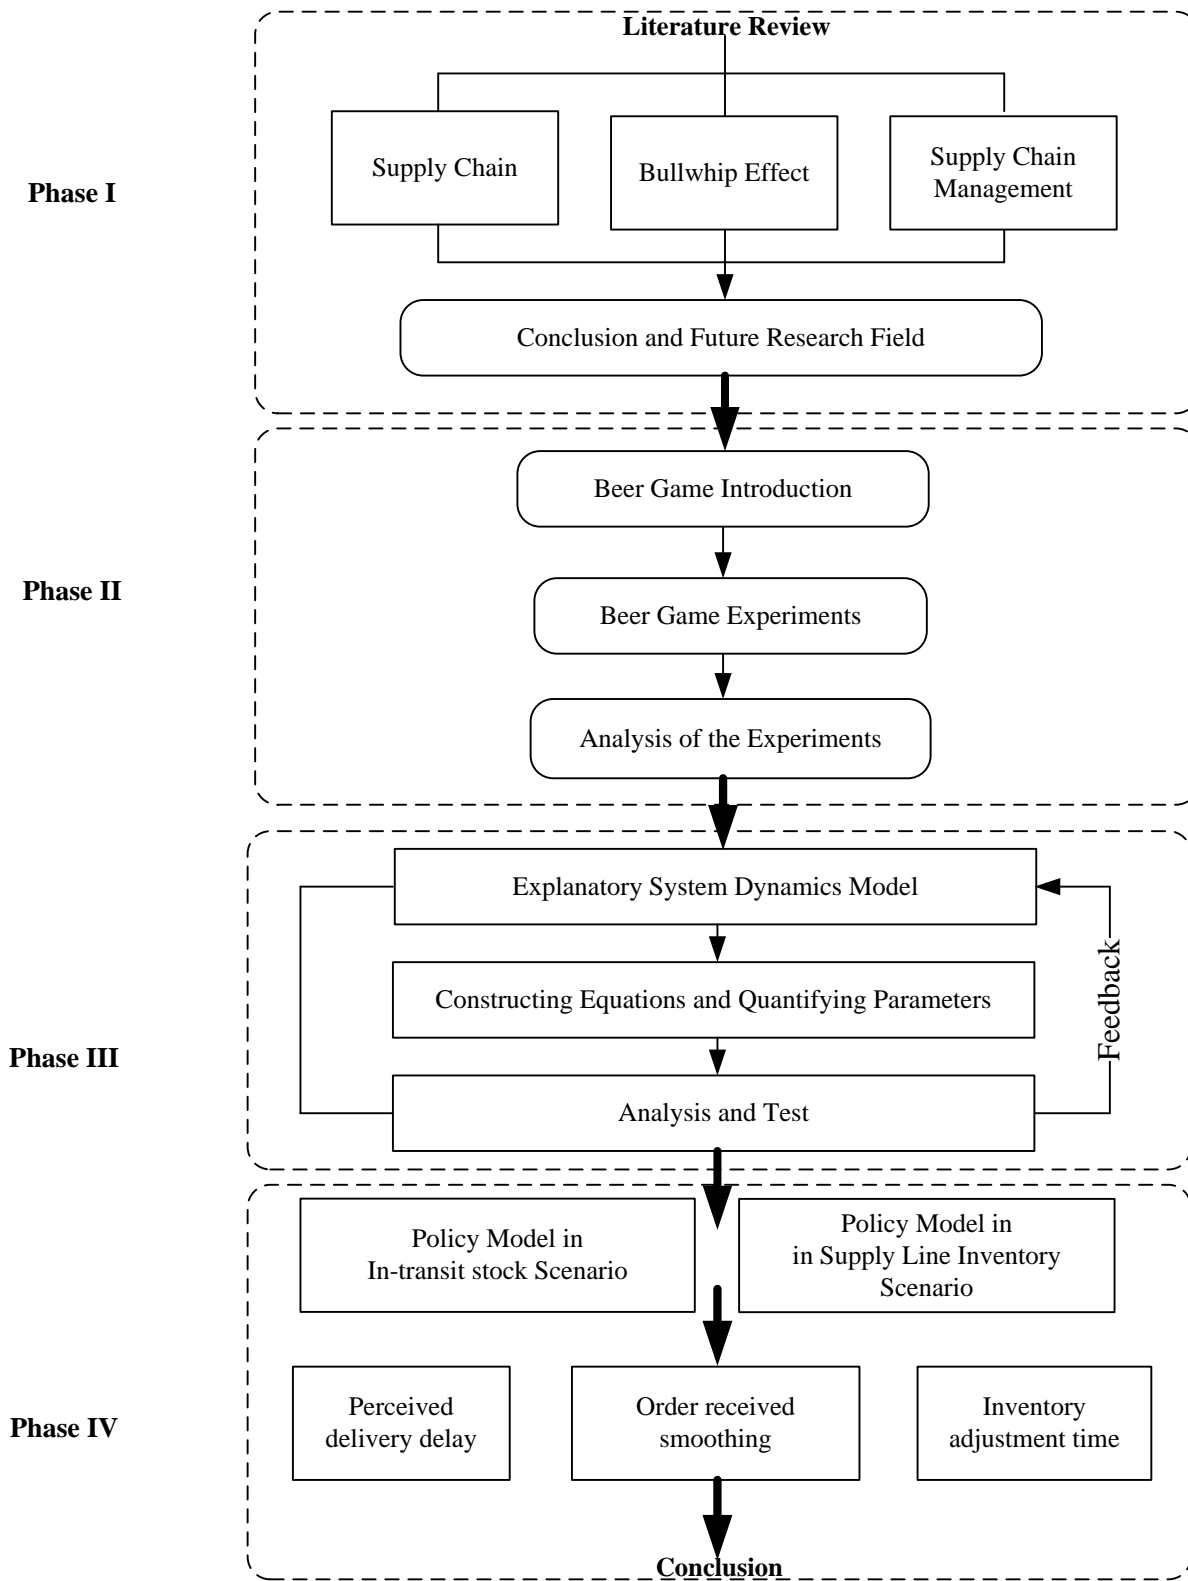 Literature Review
Phase I
Supply Chain
Bullwhip Effect
Supply Chain
Management
Conclusion and Future Research Field
Phase II
Beer Game Introduction
Beer Game Experiments
Analysis of the Experiments
Phase III
Explanatory System Dynamics Model
Constructing Equations and Quantifying Parameters
Analysis and Test
Feedback
Phase IV
Policy Model in
In-transit stock Scenario
Policy Model in
in Supply Line Inventory
Scenario
Perceived
delivery delay
Order received
smoothing
Inventory
adjustment time
Conclusion